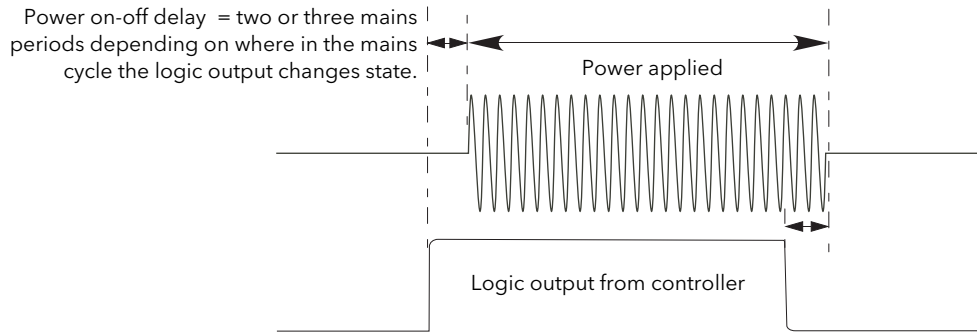 Power on-off delay = two or three mains
periods depending on where in the mains
cycle the logic output changes state.
Power applied
Logic output from controller